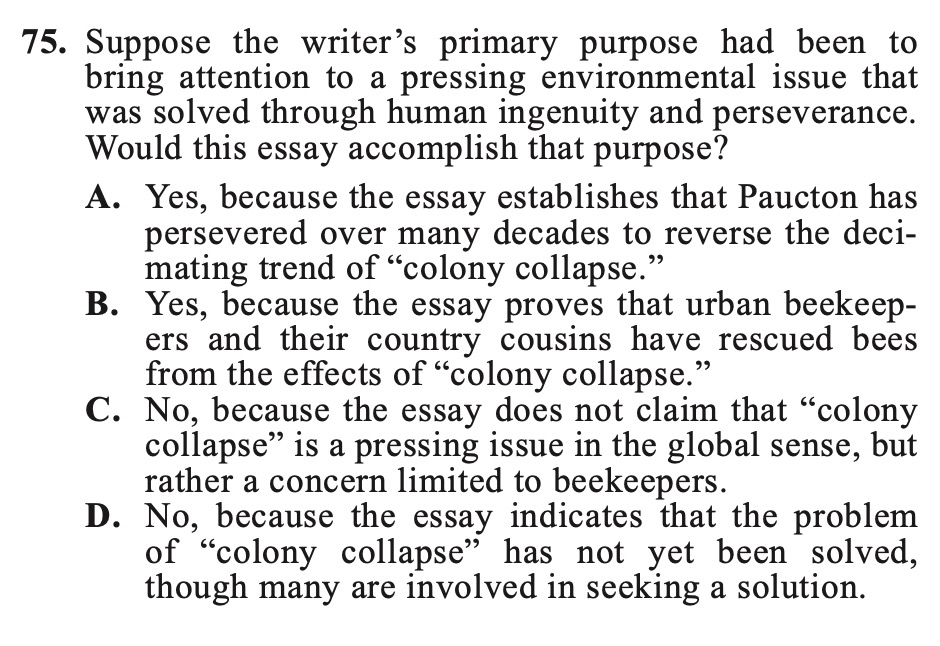 75. Suppose the writer’s primary purpose had been to
bring attention to a pressing environmental issue that
was solved through human ingenuity and perseverance.
Would this essay accomplish that purpose?
A. Yes, because the essay establishes that Paucton has
persevered over many decades to reverse the deci-
mating trend of “colony collapse.”
B. Yes, because the essay proves that urban beekeep-
ers and their country cousins have rescued bees
from the effects of “colony collapse.”
C. No, because the essay does not claim that “colony
collapse” is a pressing issue in the global sense, but
rather a concern limited to beekeepers.
D. No, because the essay indicates that the problem
of “colony collapse” has not yet been solved,
though many are involved in seeking a solution.